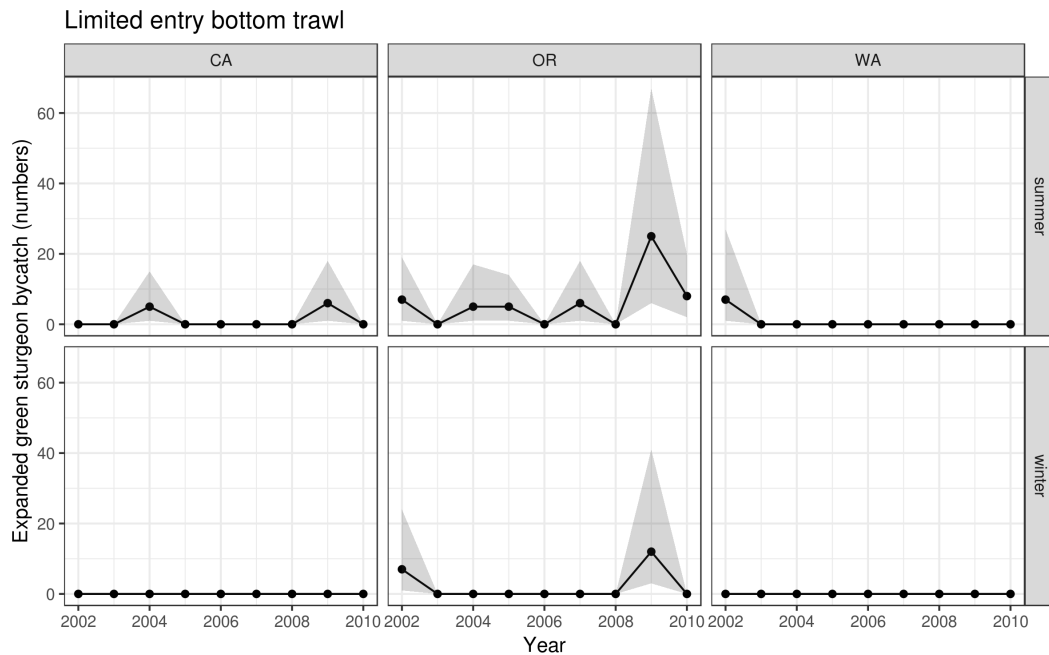 Limited entry bottom trawl
CA OR WA
60
40
20
0
summer
60
40
20
0
winter
Expanded green sturgeon bycatch (numbers)
2002 2004 2006 2008 2010 2002 2004 2006 2008 2010 2002 2004 2006 2008 2010
Year